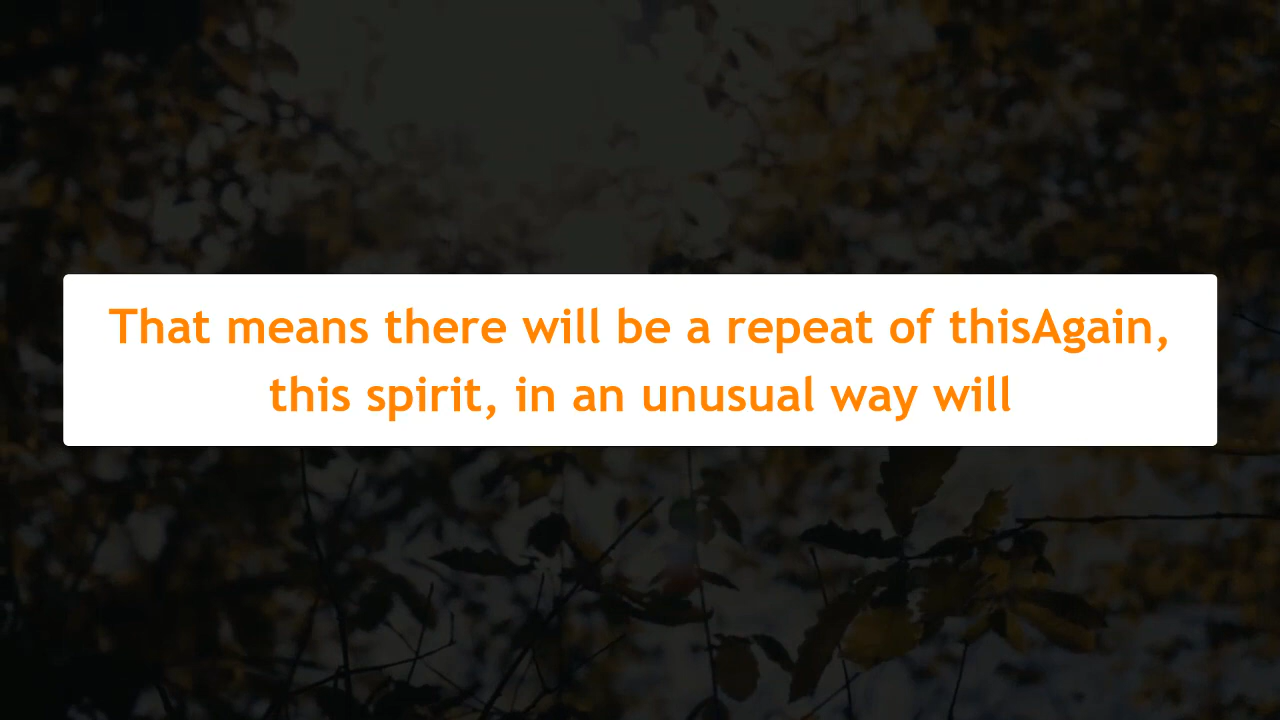 That means there will be a repeat of thisAgain,
this spirit, in an unusual way will